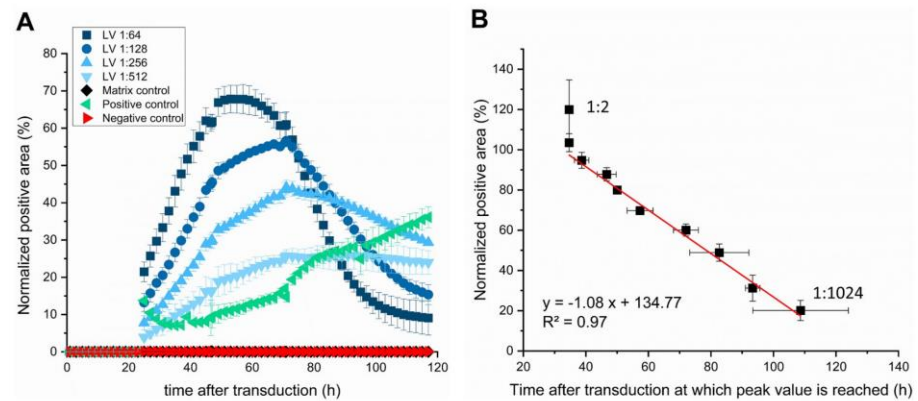 A
LV 1:64
LV 1:128
LV 1:256
LV 1:512
Matrix control
Positive control
Negative control
Normalized positive area (%)
80
70
60
50
40
30
20
10
0
0 20 40 60 80 100 120
time after transduction (h)
B
Normalized positive area (%)
140
120
100
80
60
40
20
0
1:2
1:1024
y = -1.08 x + 134.77
R² = 0.97
20 40 60 80 100 120 140
Time after transduction at which peak value is reached (h)